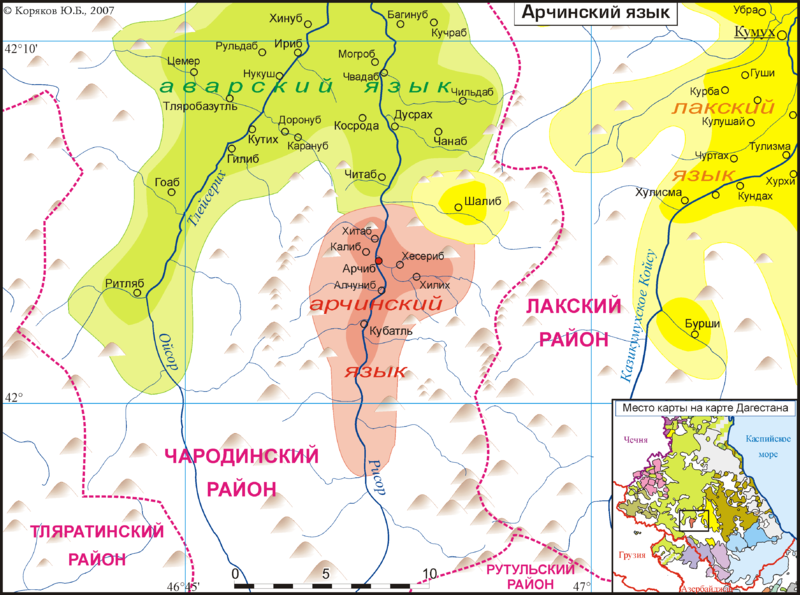 © Коряков Ю.Б., 2007
Арчинский язык
42°10'
Хинуб
Багинуб
Кучраб
Убра
Кумух
Рульдаб
Ириб
Могроб
Цемер
Нукуш
Чвадаб
Гуши
аварский язык
Чильдаб
Курба
лакский
Тляробазутль
Доронуб
Косрода
Дусрах
Кулушай
Кутих
Карануб
Чанаб
Тулизма
Гилиб
Чуртах
Гоаб
Читаб
язык
Хурхи
Тлейсерих
Шалиб
Хулисма
Кундах
Хитаб
Калиб
Хесериб
Арчиб
Ритляб
Алчуниб
Хилих
арчинский
ЛАКСКИЙ
РАЙОН
Казикумухское Койсу
Кубатль
Бурши
Ойсор
язык
42°
Место карты на карте Дагестана
Чечня
Каспийское
море
ЧАРОДИНСКИЙ
РАЙОН
Рисор
ТЛЯРАТИНСКИЙ
РАЙОН
Грузия
РУТУЛЬСКИЙ
РАЙОН
Азербайджан
46°45'
0
5
10
47°